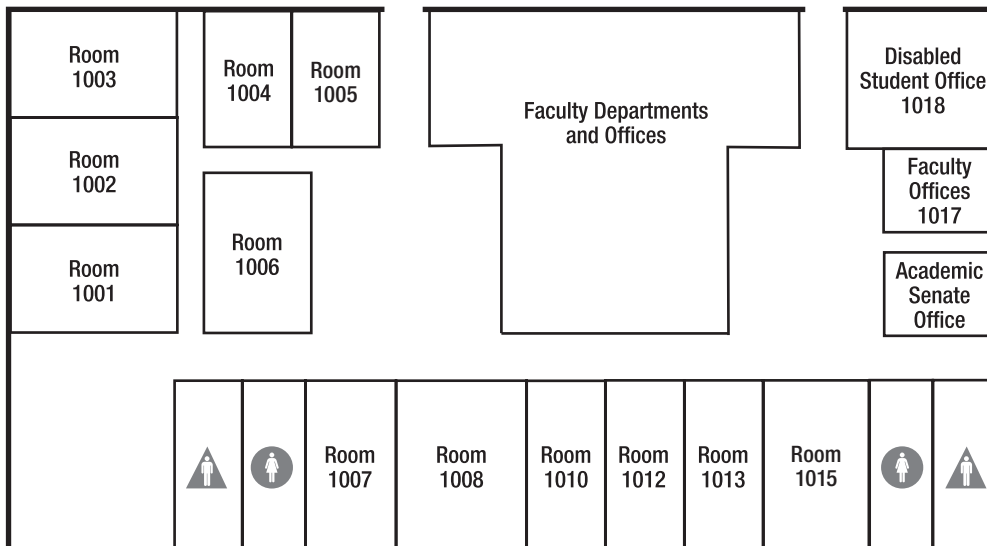 Room
1003
Room
1004
Room
1005
Faculty Departments
and Offices
Disabled
Student Office
1018
Room
1002
Faculty
Offices
1017
Room
1006
Room
1001
Academic
Senate
Office
Room
1007
Room
1008
Room
1010
Room
1012
Room
1013
Room
1015